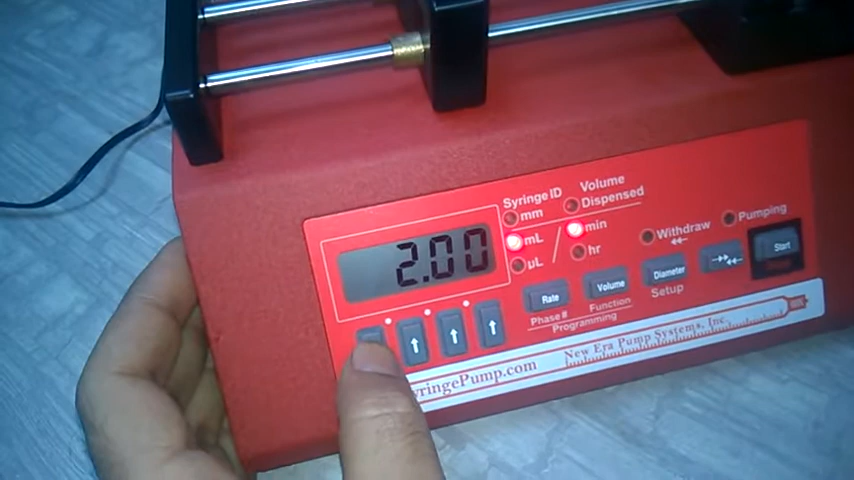 Syringe ID
mm
Volume
Dispensed
2.00
mL / min
µL
hr
Withdraw
Pumping
Rate
Volume
Diameter
Start
Phase #
Function
Programming
Setup
yringePump.com
New Era Pump Systems, Inc.